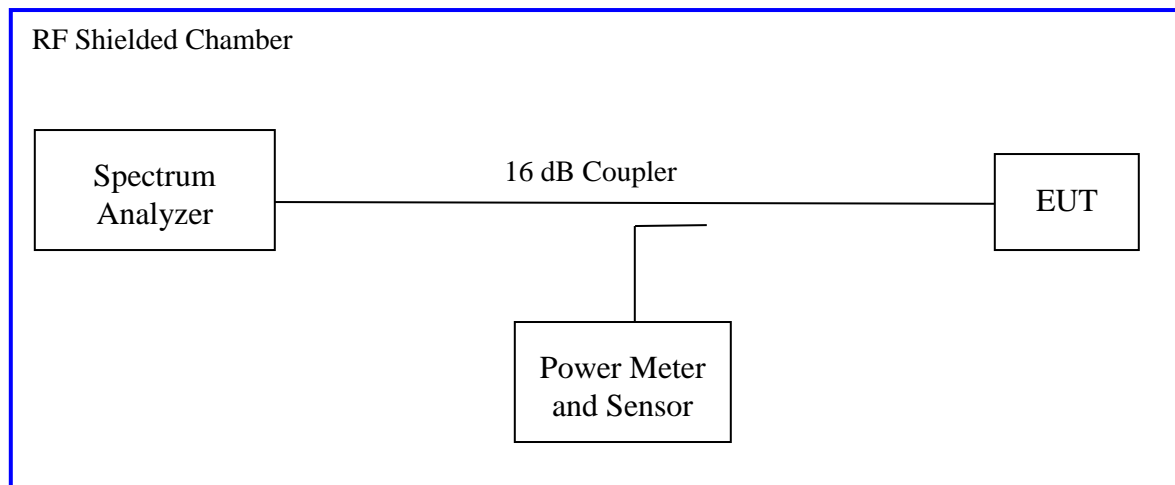 RF Shielded Chamber
Spectrum
Analyzer
16 dB Coupler
EUT
Power Meter
and Sensor